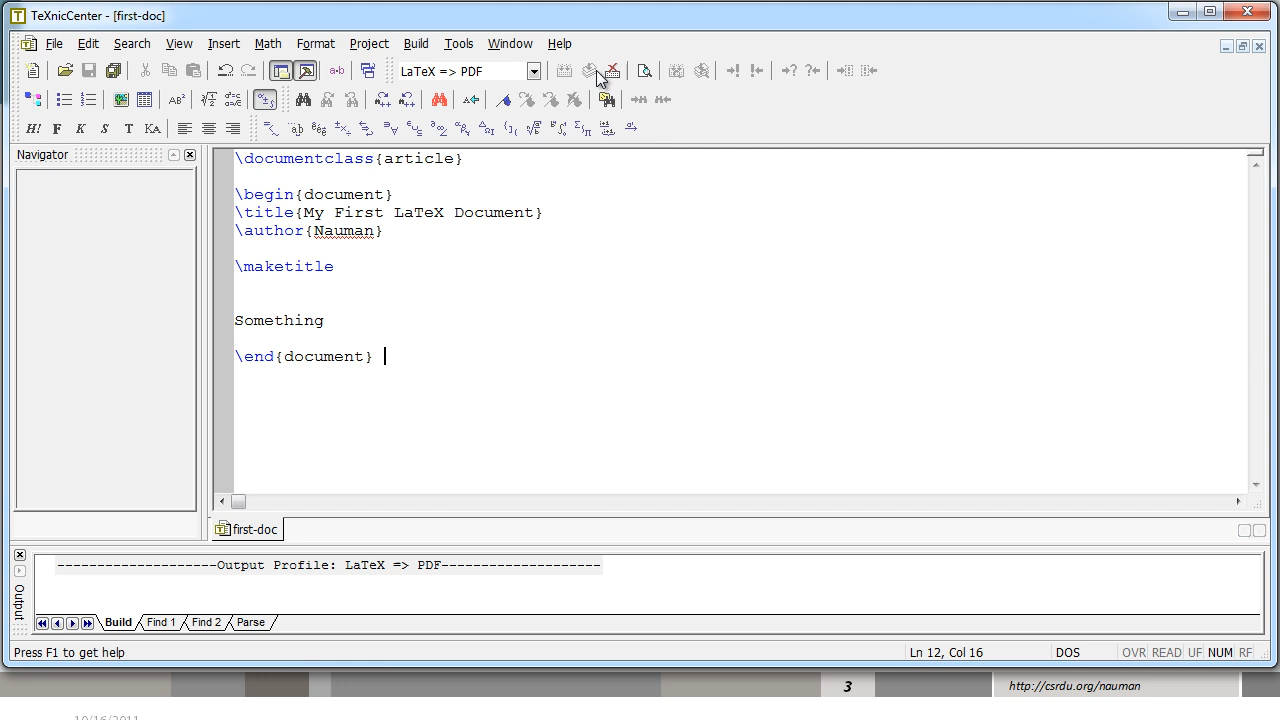 TeXnicCenter - [first-doc]
File Edit Search View Insert Math Format Project Build Tools Window Help
LaTeX => PDF
Navigator
\documentclass{article}
\begin{document}
\title{My First LaTeX Document}
\author{Nauman}
\maketitle
Something
\end{document}
first-doc
--------------------Output Profile: LaTeX => PDF--------------------
Output
Build Find 1 Find 2 Parse
Press F1 to get help
Ln 12, Col 16
DOS
OVR READ UF NUM RF
3
http://csrdu.org/nauman
10/16/2011